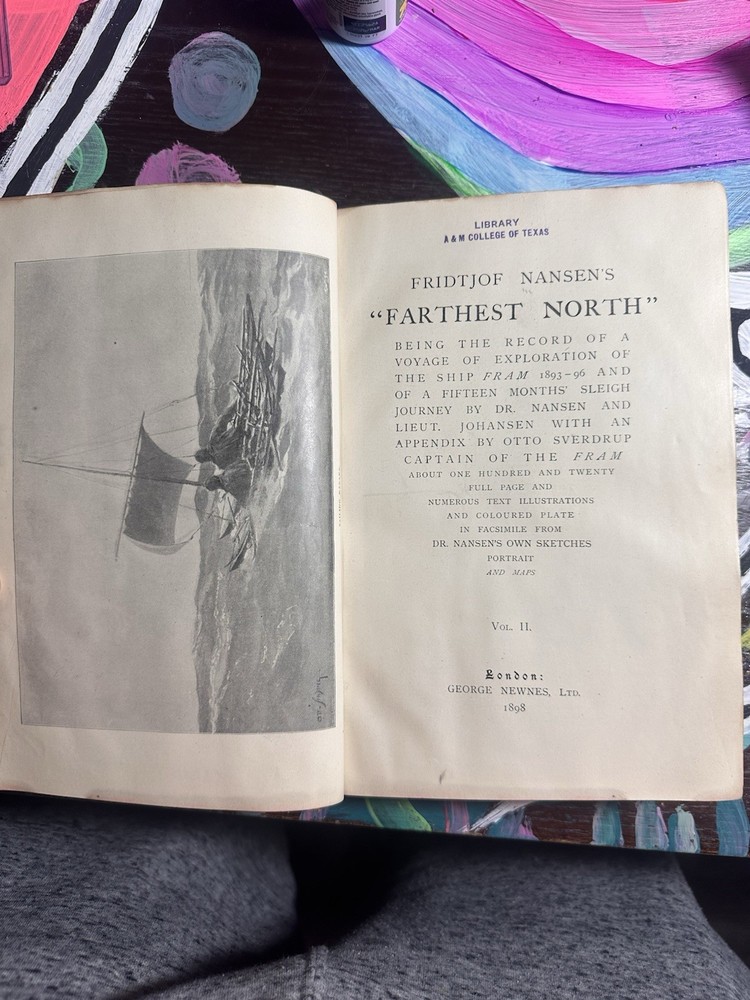 LIBRARY
A & M COLLEGE OF TEXAS
FRIDTJOF NANSEN'S
"FARTHEST NORTH"
BEING THE RECORD OF A
VOYAGE OF EXPLORATION OF
THE SHIP FRAM 1893-96 AND
OF A FIFTEEN MONTHS' SLEIGH
JOURNEY BY DR. NANSEN AND
LIEUT. JOHANSEN WITH AN
APPENDIX BY OTTO SVERDRUP
CAPTAIN OF THE FRAM
ABOUT ONE HUNDRED AND TWENTY
FULL PAGE AND
NUMEROUS TEXT ILLUSTRATIONS
AND COLOURED PLATE
IN FACSIMILE FROM
DR. NANSEN'S OWN SKETCHES
PORTRAIT
AND MAPS
VOL. II.
London:
GEORGE NEWNES, LTD.
1898